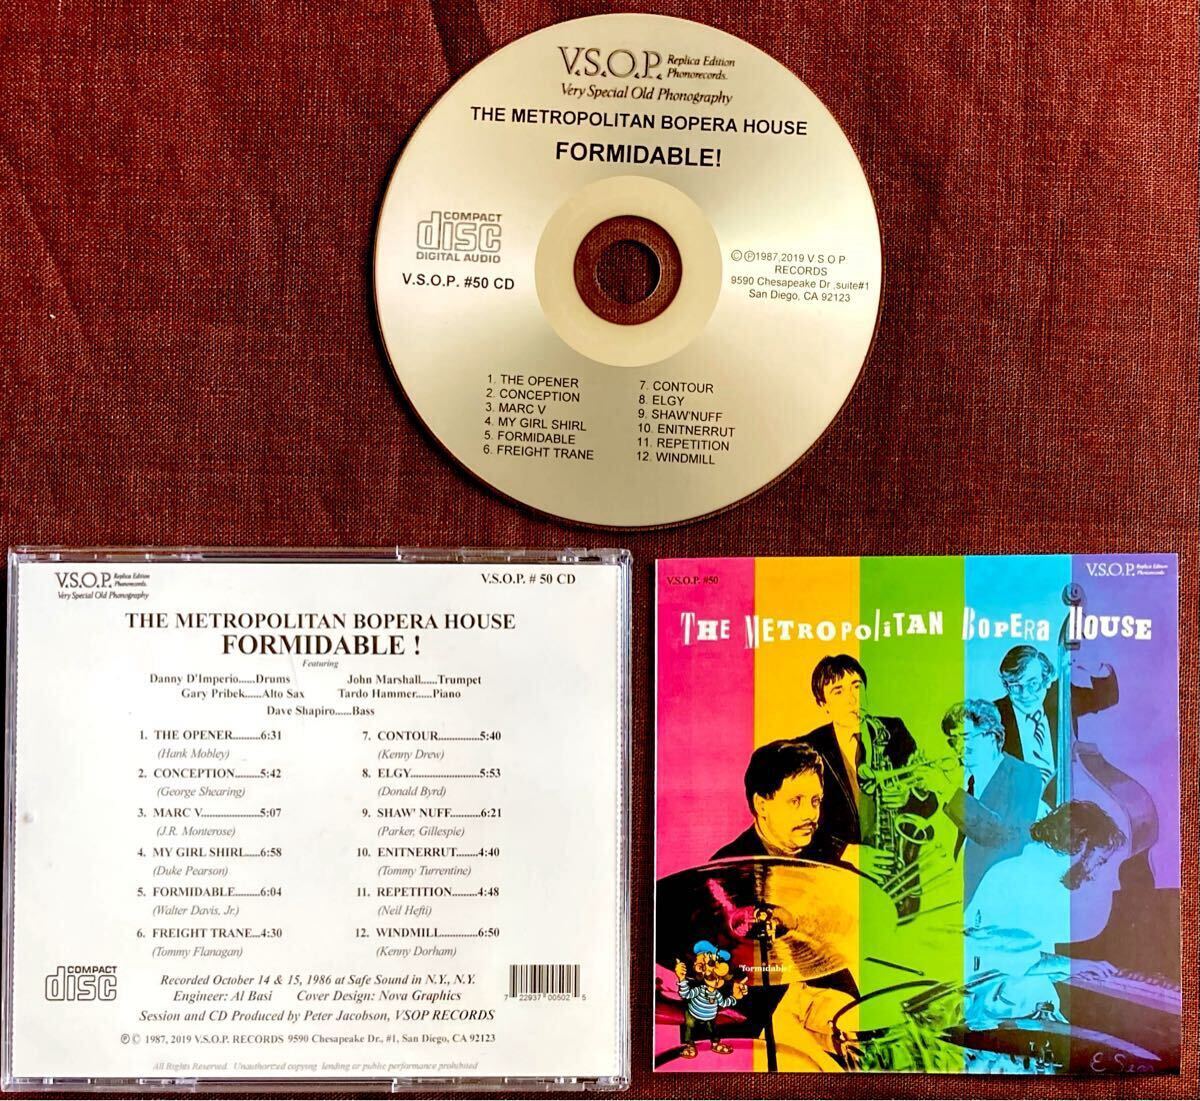 V.S.O.P. Replica Edition
Phonorecords.
Very Special Old Phonography
THE METROPOLITAN BOPERA HOUSE
FORMIDABLE!
COMPACT
disc
DIGITAL AUDIO
V.S.O.P. #50 CD
©℗1987,2019 V S O P
RECORDS
9590 Chesapeake Dr ,suite#1
San Diego, CA 92123
1. THE OPENER
2. CONCEPTION
3. MARC V
4. MY GIRL SHIRL
5. FORMIDABLE
6. FREIGHT TRANE
7. CONTOUR
8. ELGY
9. SHAW'NUFF
10. ENITNERRUT
11. REPETITION
12. WINDMILL
V.S.O.P. Replica Edition
Phonorecords.
Very Special Old Phonography
V.S.O.P. # 50 CD
THE METROPOLITAN BOPERA HOUSE
FORMIDABLE !
Featuring
Danny D'Imperio.....Drums John Marshall.....Trumpet
Gary Pribek.....Alto Sax Tardo Hammer.....Piano
Dave Shapiro.....Bass
1. THE OPENER..........6:31
(Hank Mobley)
2. CONCEPTION.........5:42
(George Shearing)
3. MARC V.....................5:07
(J.R. Monterose)
4. MY GIRL SHIRL.....6:58
(Duke Pearson)
5. FORMIDABLE.........6:04
(Walter Davis, Jr.)
6. FREIGHT TRANE...4:30
(Tommy Flanagan)
7. CONTOUR...............5:40
(Kenny Drew)
8. ELGY.........................5:53
(Donald Byrd)
9. SHAW' NUFF...........6:21
(Parker, Gillespie)
10. ENITNERRUT........4:40
(Tommy Turrentine)
11. REPETITION.........4:48
(Neil Hefti)
12. WINDMILL.............6:50
(Kenny Dorham)
COMPACT
disc
Recorded October 14 & 15, 1986 at Safe Sound in N.Y., N.Y.
Engineer: Al Basi Cover Design: Nova Graphics
Session and CD Produced by Peter Jacobson, VSOP RECORDS
7 22937 00502 5
℗© 1987, 2019 V.S.O.P. RECORDS 9590 Chesapeake Dr., #1, San Diego, CA 92123
All Rights Reserved. Unauthorized copying lending or public performance prohibited
V.S.O.P. #50
V.S.O.P. Replica Edition
Phonorecords.
THE METROPOLITAN BOPERA HOUSE
"formidable!"